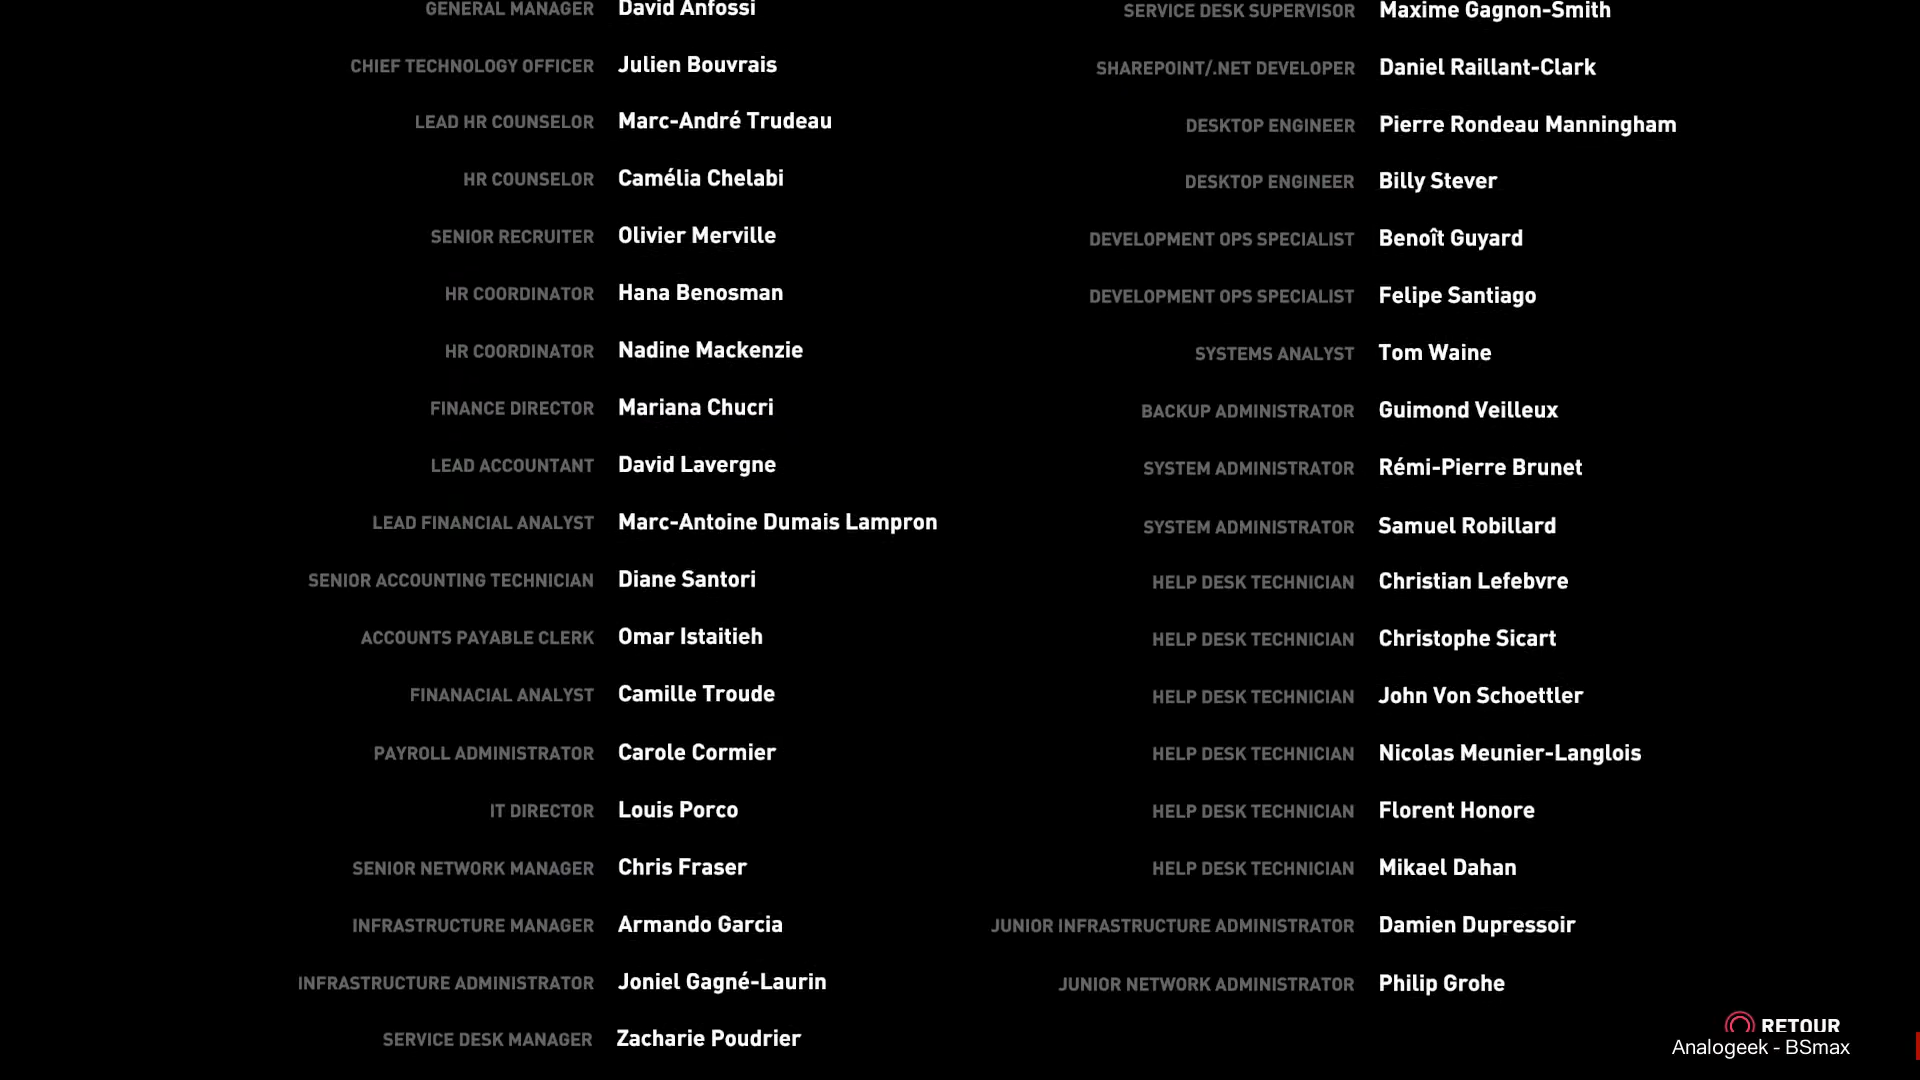 GENERAL MANAGER David Anfossi
CHIEF TECHNOLOGY OFFICER Julien Bouvrais
LEAD HR COUNSELOR Marc-André Trudeau
HR COUNSELOR Camélia Chelabi
SENIOR RECRUITER Olivier Merville
HR COORDINATOR Hana Benosman
HR COORDINATOR Nadine Mackenzie
FINANCE DIRECTOR Mariana Chucri
LEAD ACCOUNTANT David Lavergne
LEAD FINANCIAL ANALYST Marc-Antoine Dumais Lampron
SENIOR ACCOUNTING TECHNICIAN Diane Santori
ACCOUNTS PAYABLE CLERK Omar Istaitieh
FINANACIAL ANALYST Camille Troude
PAYROLL ADMINISTRATOR Carole Cormier
IT DIRECTOR Louis Porco
SENIOR NETWORK MANAGER Chris Fraser
INFRASTRUCTURE MANAGER Armando Garcia
INFRASTRUCTURE ADMINISTRATOR Joniel Gagné-Laurin
SERVICE DESK MANAGER Zacharie Poudrier
SERVICE DESK SUPERVISOR Maxime Gagnon-Smith
SHAREPOINT/.NET DEVELOPER Daniel Raillant-Clark
DESKTOP ENGINEER Pierre Rondeau Manningham
DESKTOP ENGINEER Billy Stever
DEVELOPMENT OPS SPECIALIST Benoît Guyard
DEVELOPMENT OPS SPECIALIST Felipe Santiago
SYSTEMS ANALYST Tom Waine
BACKUP ADMINISTRATOR Guimond Veilleux
SYSTEM ADMINISTRATOR Rémi-Pierre Brunet
SYSTEM ADMINISTRATOR Samuel Robillard
HELP DESK TECHNICIAN Christian Lefebvre
HELP DESK TECHNICIAN Christophe Sicart
HELP DESK TECHNICIAN John Von Schoettler
HELP DESK TECHNICIAN Nicolas Meunier-Langlois
HELP DESK TECHNICIAN Florent Honore
HELP DESK TECHNICIAN Mikael Dahan
JUNIOR INFRASTRUCTURE ADMINISTRATOR Damien Dupressoir
JUNIOR NETWORK ADMINISTRATOR Philip Grohe
RETOUR
Analogeek - BSmax